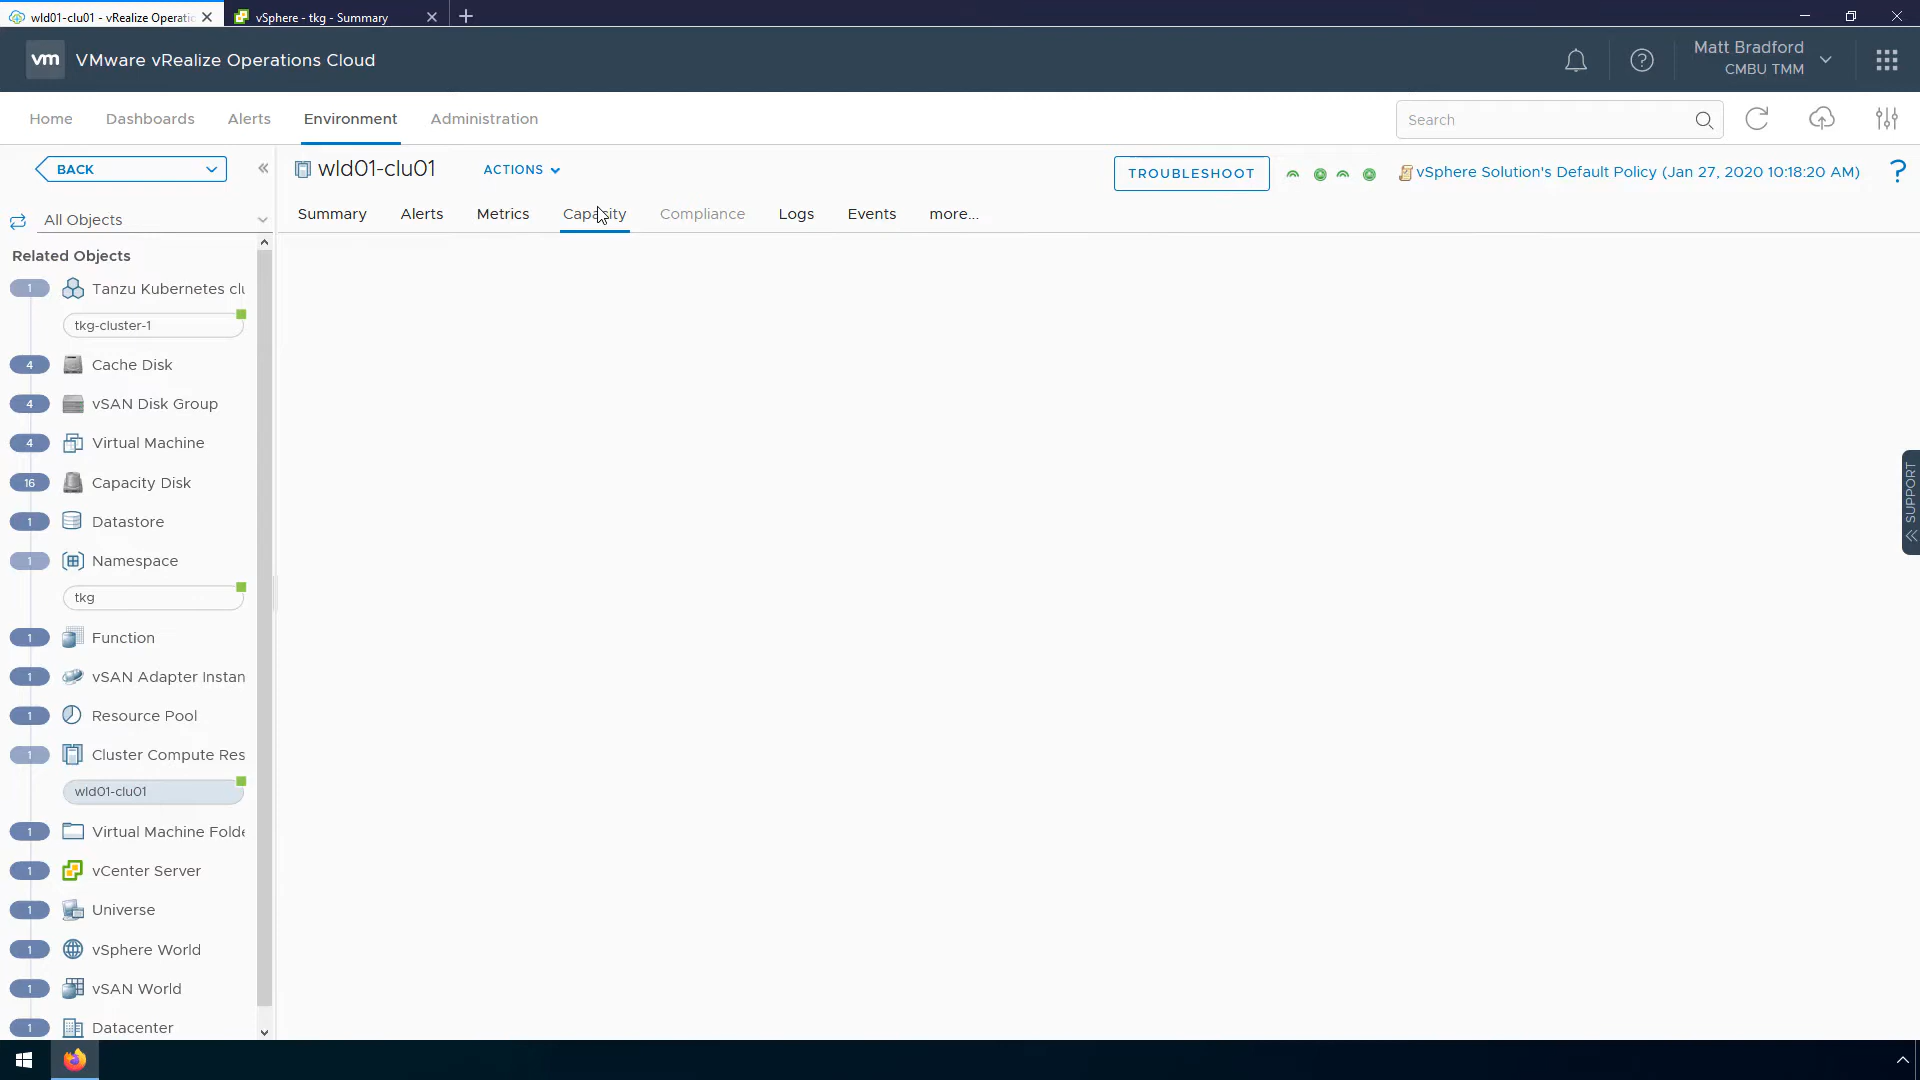 wld01-clu01 - vRealize Operatio
vSphere - tkg - Summary
vm
VMware vRealize Operations Cloud
Matt Bradford
CMBU TMM
Home
Dashboards
Alerts
Environment
Administration
Search
BACK
wld01-clu01
ACTIONS
TROUBLESHOOT
vSphere Solution's Default Policy (Jan 27, 2020 10:18:20 AM)
?
All Objects
Summary
Alerts
Metrics
Capacity
Compliance
Logs
Events
more...
Related Objects
1 Tanzu Kubernetes clu
tkg-cluster-1
4 Cache Disk
4 vSAN Disk Group
4 Virtual Machine
16 Capacity Disk
1 Datastore
1 Namespace
tkg
1 Function
1 vSAN Adapter Instan
1 Resource Pool
1 Cluster Compute Res
wld01-clu01
1 Virtual Machine Folde
1 vCenter Server
1 Universe
1 vSphere World
1 vSAN World
1 Datacenter
SUPPORT